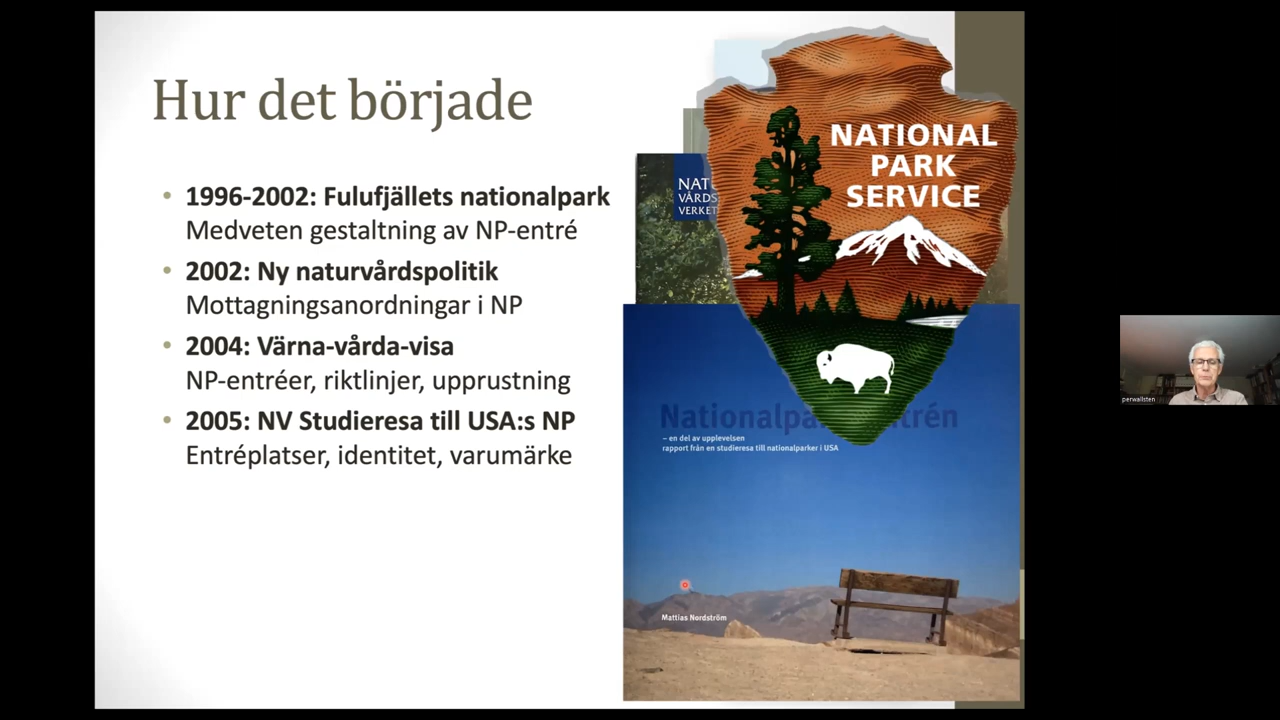 Hur det började
• 1996-2002: Fulufjällets nationalpark
Medveten gestaltning av NP-entré
• 2002: Ny naturvårdspolitik
Mottagningsanordningar i NP
• 2004: Värna-vårda-visa
NP-entréer, riktlinjer, upprustning
• 2005: NV Studieresa till USA:s NP
Entréplatser, identitet, varumärke
NATIONAL
PARK
SERVICE
NAT
VÅRDS
VERKET
– en del av upplevelsen
rapport från en studieresa till nationalparker i USA
Mattias Nordström
perwallsten